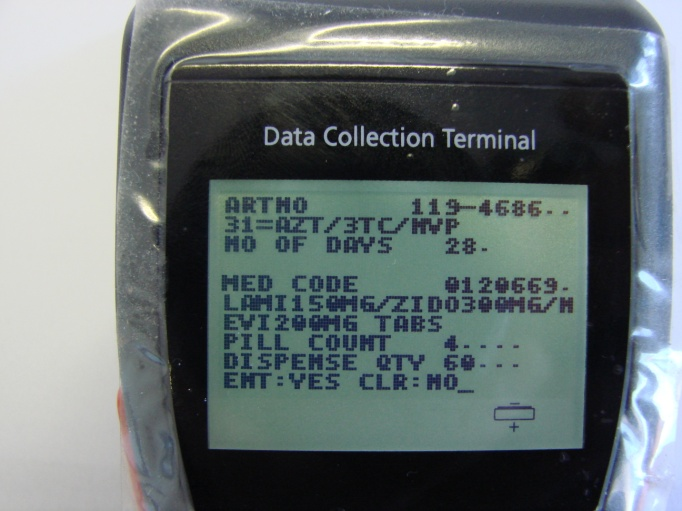 Data Collection Terminal
ARTNO 119-4686..
31=AZT/3TC/NVP
NO OF DAYS 28.
MED CODE 0120669.
LAMI150MG/ZIDO300MG/N
EVI200MG TABS
PILL COUNT 4....
DISPENSE QTY 60...
ENT:YES CLR:NO_